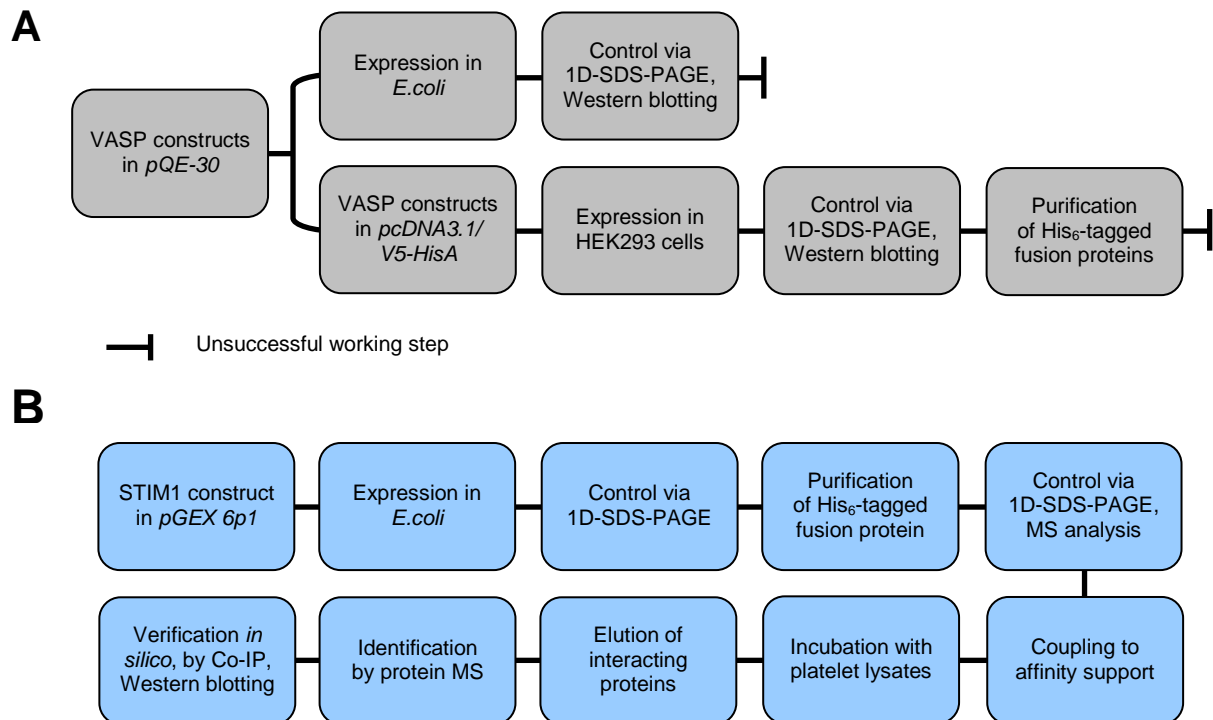 A
VASP constructs
in pQE-30
Expression in
E.coli
Control via
1D-SDS-PAGE,
Western blotting
VASP constructs
in pcDNA3.1/
V5-HisA
Expression in
HEK293 cells
Control via
1D-SDS-PAGE,
Western blotting
Purification
of His₆-tagged
fusion proteins
Unsuccessful working step
B
STIM1 construct
in pGEX 6p1
Expression in
E.coli
Control via
1D-SDS-PAGE
Purification
of His₆-tagged
fusion protein
Control via
1D-SDS-PAGE,
MS analysis
Coupling to
affinity support
Incubation with
platelet lysates
Elution of
interacting
proteins
Identification
by protein MS
Verification in
silico, by Co-IP,
Western blotting